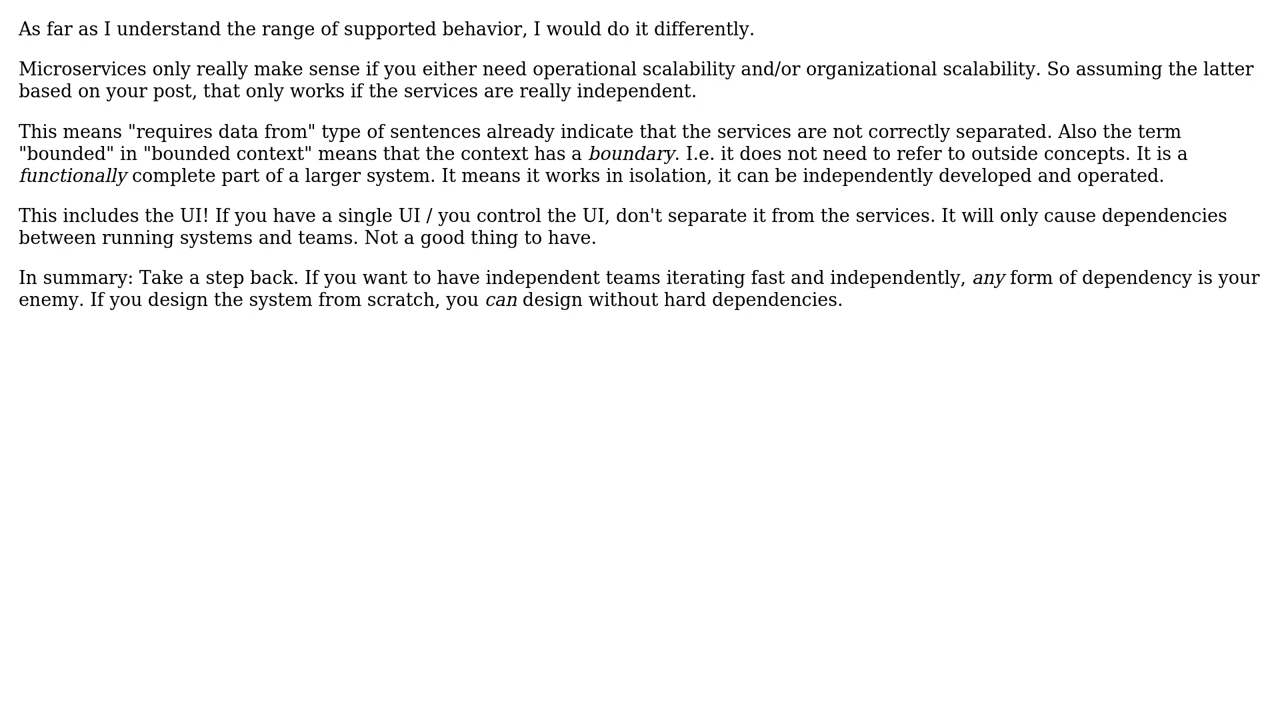 As far as I understand the range of supported behavior, I would do it differently.
Microservices only really make sense if you either need operational scalability and/or organizational scalability. So assuming the latter
based on your post, that only works if the services are really independent.
This means "requires data from" type of sentences already indicate that the services are not correctly separated. Also the term
"bounded" in "bounded context" means that the context has a boundary. I.e. it does not need to refer to outside concepts. It is a
functionally complete part of a larger system. It means it works in isolation, it can be independently developed and operated.
This includes the UI! If you have a single UI / you control the UI, don't separate it from the services. It will only cause dependencies
between running systems and teams. Not a good thing to have.
In summary: Take a step back. If you want to have independent teams iterating fast and independently, any form of dependency is your
enemy. If you design the system from scratch, you can design without hard dependencies.